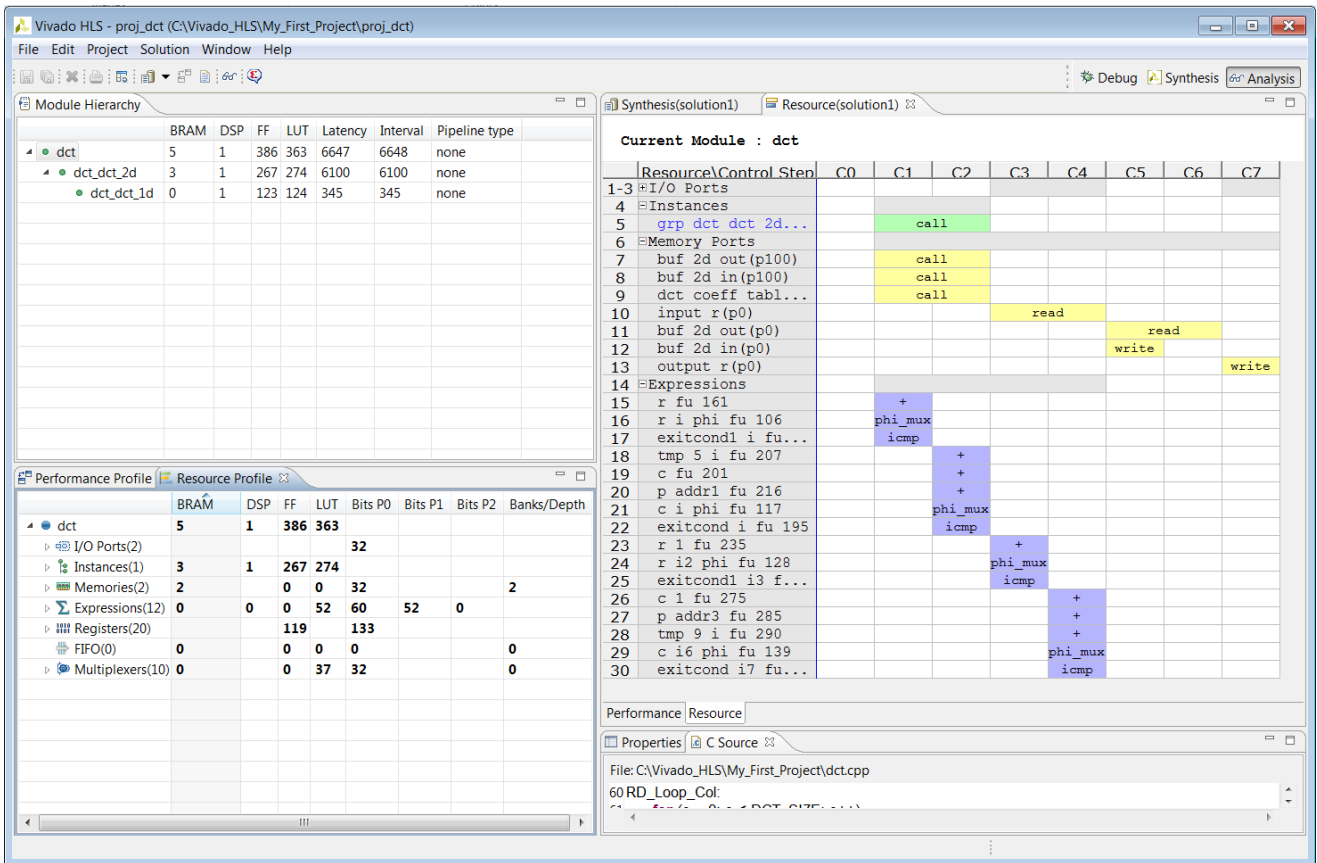 Vivado HLS - proj_dct (C:\Vivado_HLS\My_First_Project\proj_dct)
File Edit Project Solution Window Help
Debug Synthesis Analysis
Module Hierarchy
BRAM DSP FF LUT Latency Interval Pipeline type
dct 5 1 386 363 6647 6648 none
dct_dct_2d 3 1 267 274 6100 6100 none
dct_dct_1d 0 123 124 345 345 none
Performance Profile Resource Profile
BRAM DSP FF LUT Bits P0 Bits P1 Bits P2 Banks/Depth
dct 5 1 386 363
I/O Ports(2) 32
Instances(1) 3 1 267 274
Memories(2) 2 0 0 32 2
Expressions(12) 0 0 0 52 60 52 0
Registers(20) 119 133
FIFO(0) 0 0 0 0 0
Multiplexers(10) 0 0 37 32 0
Synthesis(solution1) Resource(solution1)
Current Module : dct
Resource\Control Step C0 C1 C2 C3 C4 C5 C6 C7
1-3 I/O Ports
4 Instances
5 grp dct dct 2d... call
6 Memory Ports
7 buf 2d out(p100) call
8 buf 2d in(p100) call
9 dct coeff tabl... call
10 input r(p0) read
11 buf 2d out(p0) read
12 buf 2d in(p0) write
13 output r(p0) write
14 Expressions
15 r fu 161 +
16 r i phi fu 106 phi_mux
17 exitcond1 i fu... icmp
18 tmp 5 i fu 207 +
19 c fu 201 +
20 p addr1 fu 216 +
21 c i phi fu 117 phi_mux
22 exitcond i fu 195 icmp
23 r 1 fu 235 +
24 r i2 phi fu 128 phi_mux
25 exitcond1 i3 f... icmp
26 c 1 fu 275 +
27 p addr3 fu 285 +
28 tmp 9 i fu 290 +
29 c i6 phi fu 139 phi_mux
30 exitcond i7 fu... icmp
Performance Resource
Properties C Source
File: C:\Vivado_HLS\My_First_Project\dct.cpp
60 RD_Loop_Col: